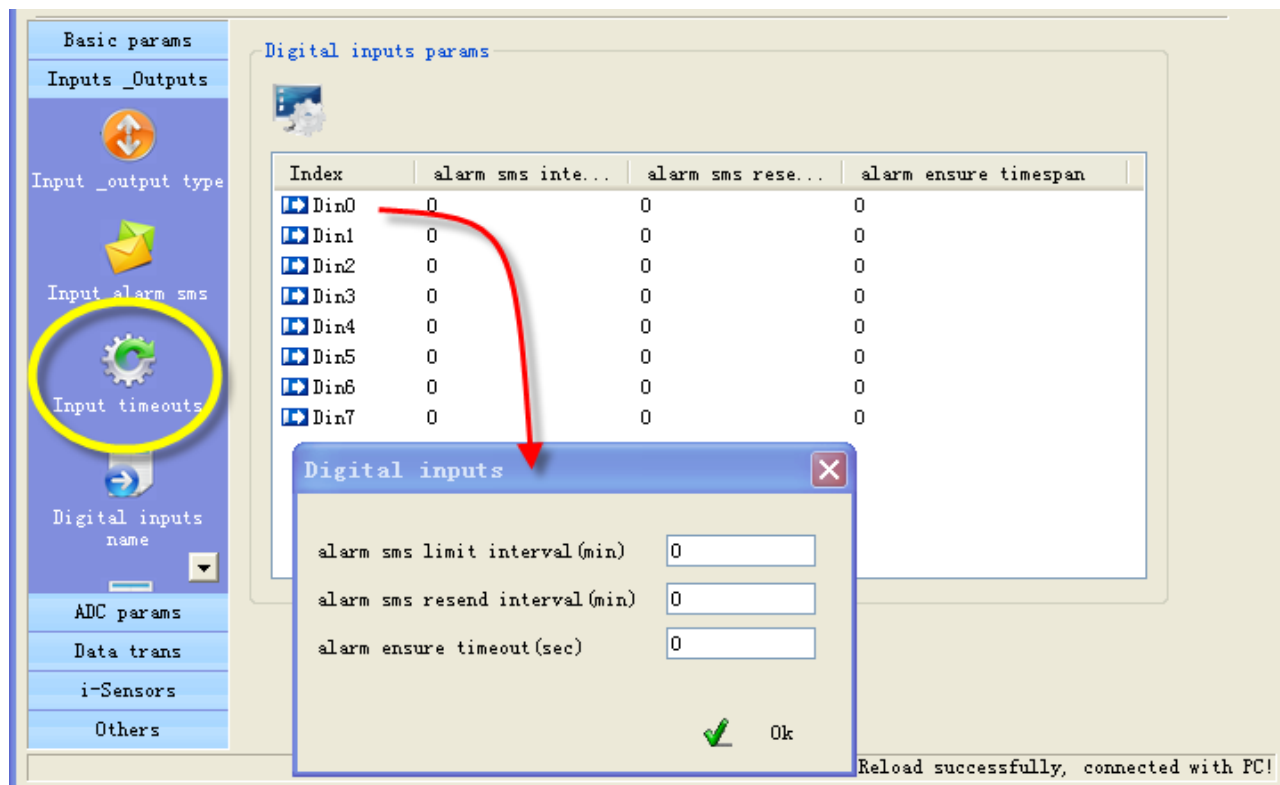 Basic params
Inputs _Outputs
Input _output type
Input alarm sms
Input timeouts
Digital inputs
name
ADC params
Data trans
i-Sensors
Others
Digital inputs params
Index alarm sms inte... alarm sms rese... alarm ensure timespan
Din0 0 0 0
Din1 0 0 0
Din2 0 0 0
Din3 0 0 0
Din4 0 0 0
Din5 0 0 0
Din6 0 0 0
Din7 0 0 0
Digital inputs
alarm sms limit interval(min) 0
alarm sms resend interval(min) 0
alarm ensure timeout(sec) 0
Ok
Reload successfully, connected with PC!